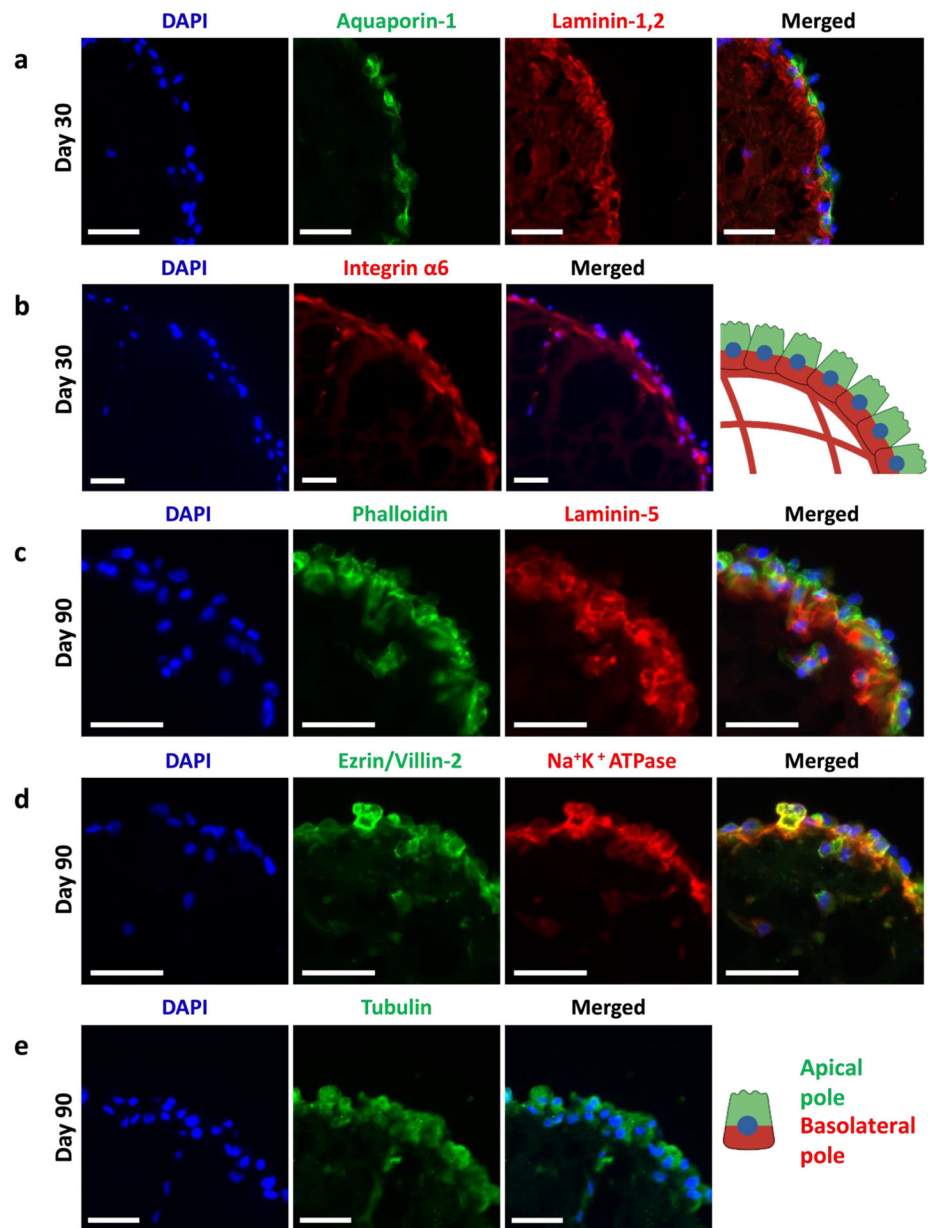 DAPI Aquaporin-1 Laminin-1,2 Merged
a
Day 30
DAPI Integrin α6 Merged
b
Day 30
DAPI Phalloidin Laminin-5 Merged
c
Day 90
DAPI Ezrin/Villin-2 Na⁺K⁺ ATPase Merged
d
Day 90
DAPI Tubulin Merged
e
Day 90
Apical
pole
Basolateral
pole